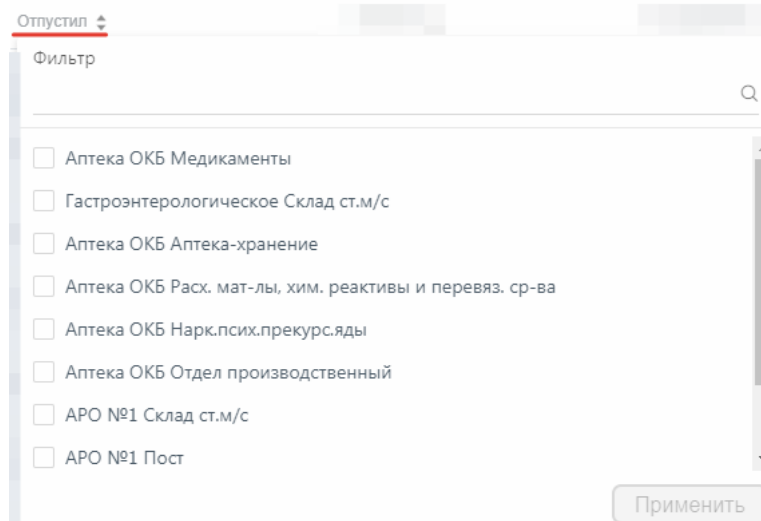 Отпустил
Фильтр
Аптека ОКБ Медикаменты
Гастроэнтерологическое Склад ст.м/с
Аптека ОКБ Аптека-хранение
Аптека ОКБ Расх. мат-лы, хим. реактивы и перевяз. ср-ва
Аптека ОКБ Нарк.псих.прекурс.яды
Аптека ОКБ Отдел производственный
АРО №1 Склад ст.м/с
АРО №1 Пост
Применить